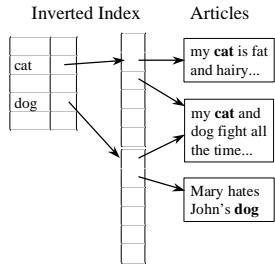 Inverted Index
Articles
cat
dog
my cat is fat
and hairy...
my cat and
dog fight all
the time...
Mary hates
John's dog